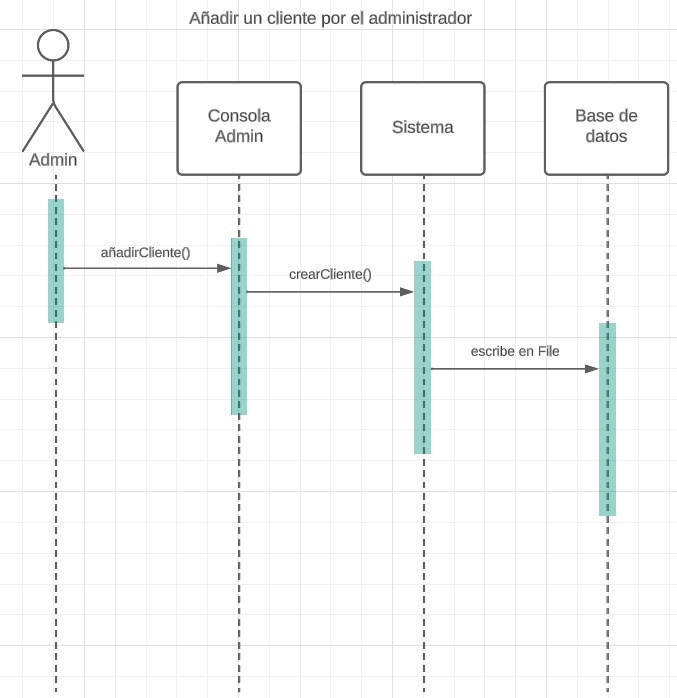 Añadir un cliente por el administrador
Admin
Consola
Admin
Sistema
Base de
datos
añadirCliente()
crearCliente()
escribe en File